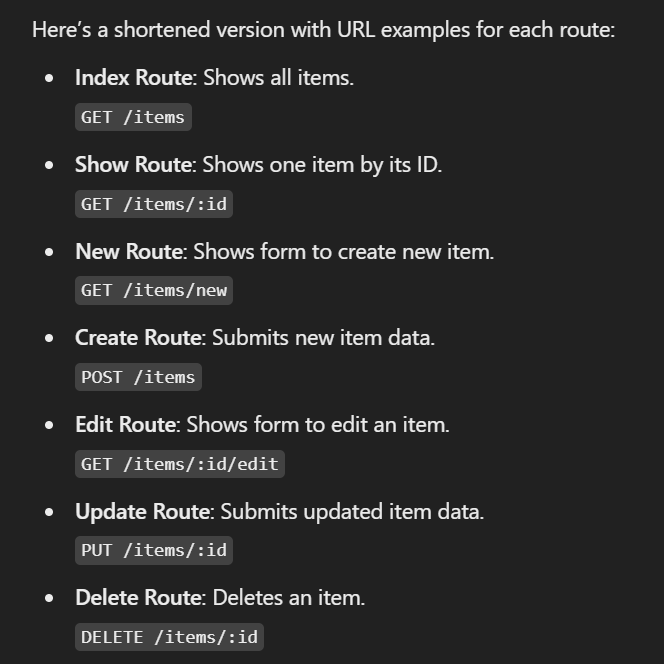 Here’s a shortened version with URL examples for each route:
Index Route: Shows all items.
GET /items
Show Route: Shows one item by its ID.
GET /items/:id
New Route: Shows form to create new item.
GET /items/new
Create Route: Submits new item data.
POST /items
Edit Route: Shows form to edit an item.
GET /items/:id/edit
Update Route: Submits updated item data.
PUT /items/:id
Delete Route: Deletes an item.
DELETE /items/:id